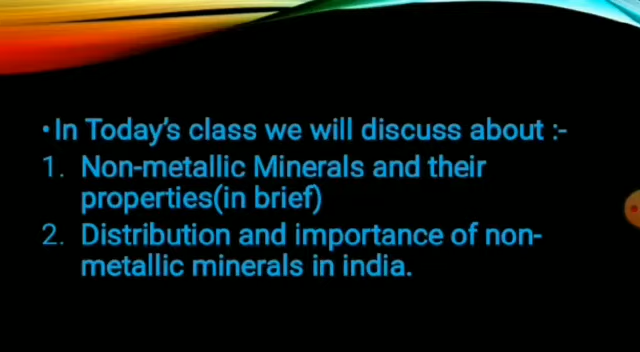 •In Today's class we will discuss about :-
1. Non-metallic Minerals and their
properties(in brief)
2. Distribution and importance of non-
metallic minerals in india.